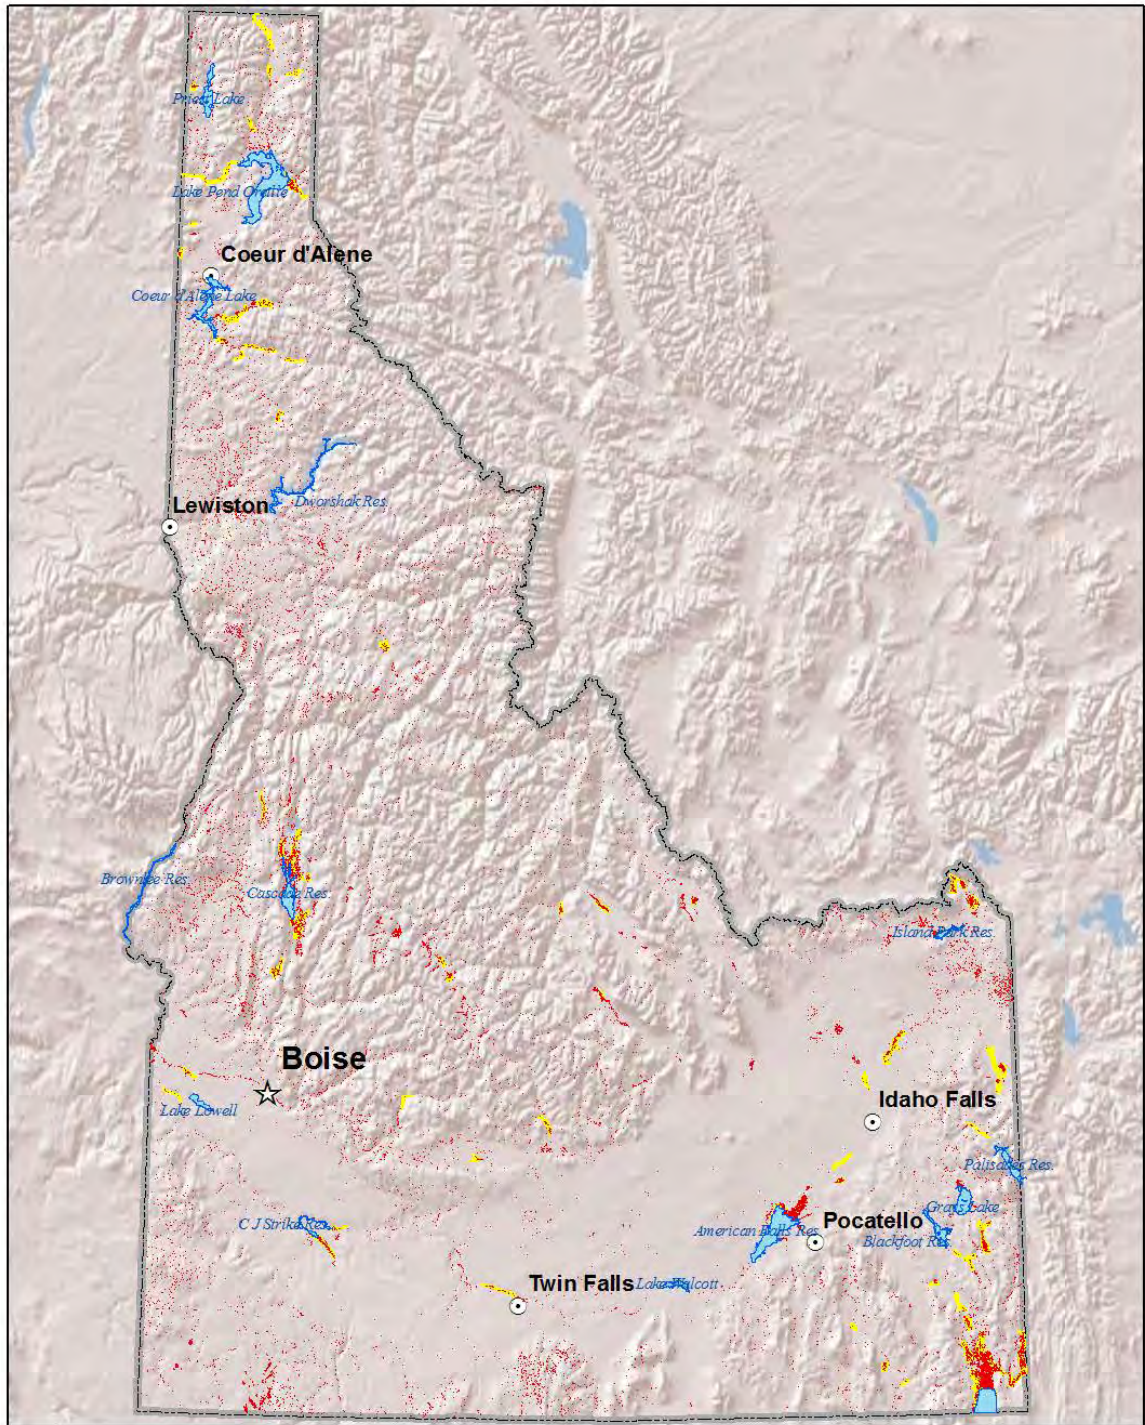 Priest Lake
Lake Pend Oreille
Coeur d'Alene
Coeur d'Alene Lake
Lewiston
Dworshak Res.
Brownlee Res.
Cascade Res.
Island Park Res.
Boise
Lake Lowell
Idaho Falls
Palisades Res.
Grays Lake
C J Strike Res.
American Falls Res.
Pocatello
Blackfoot Res.
Twin Falls
Lake Walcott